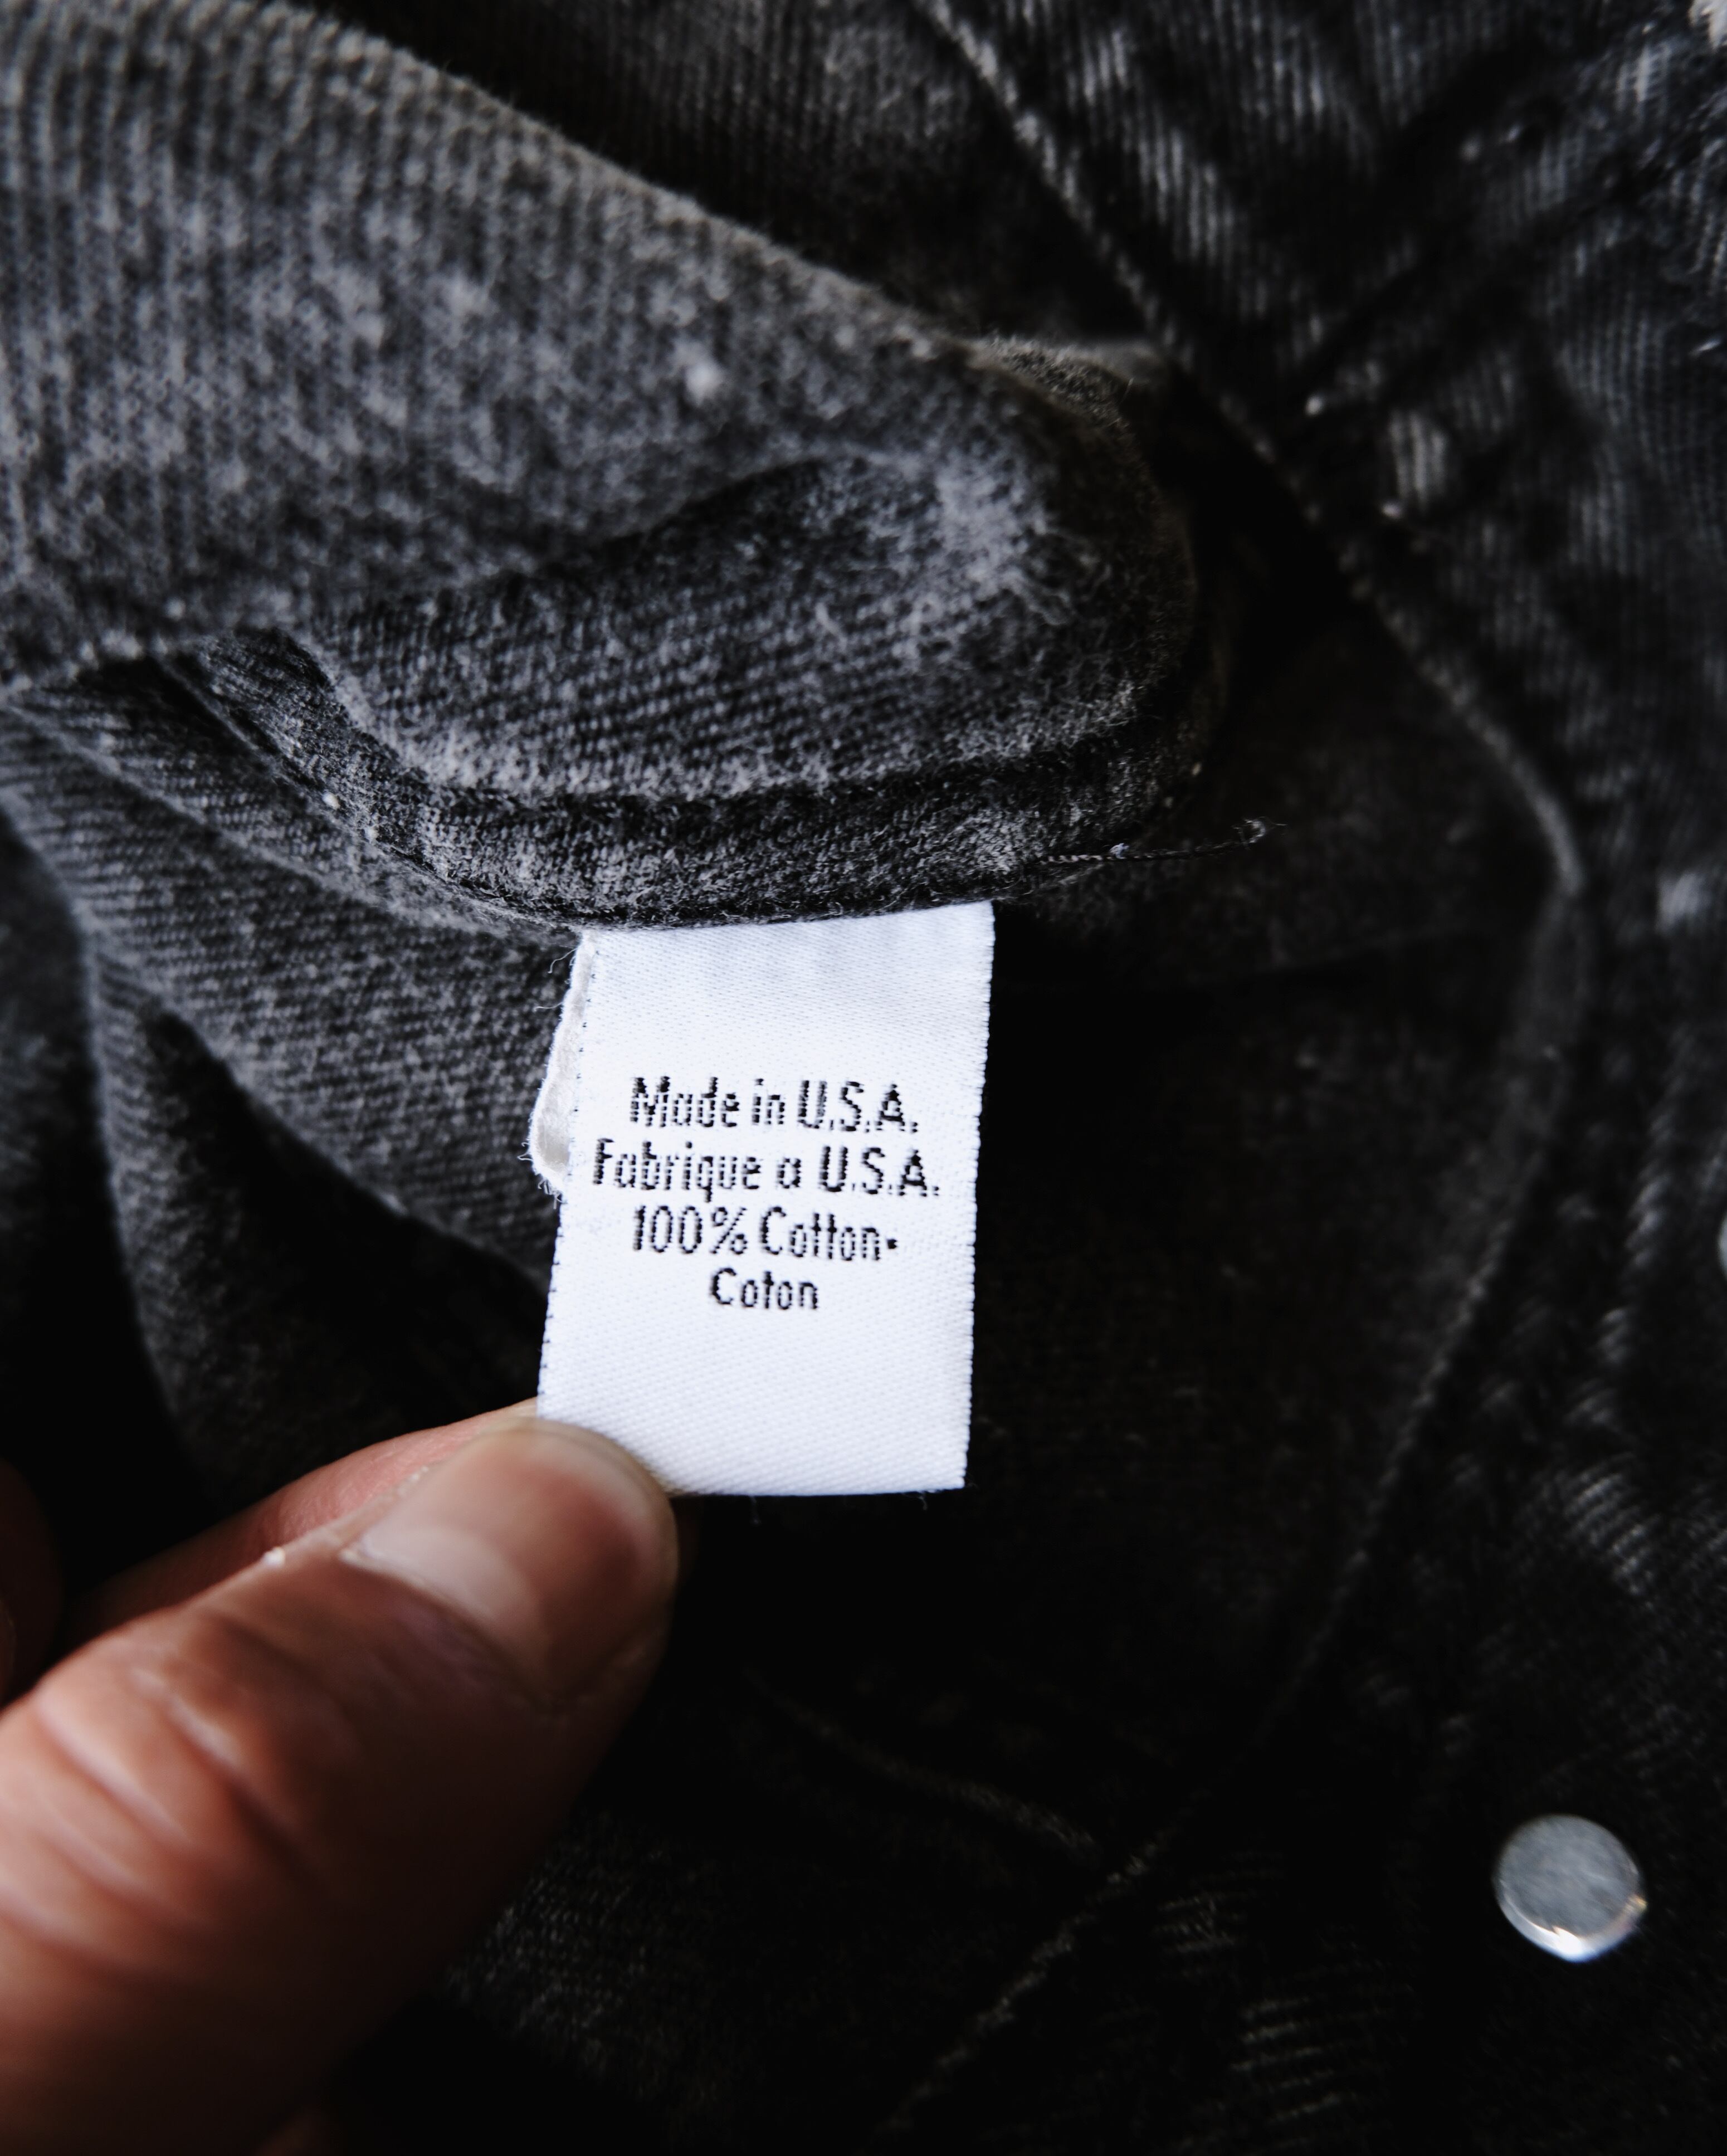 Made in U.S.A.
Fabrique a U.S.A.
100% Cotton•
Coton